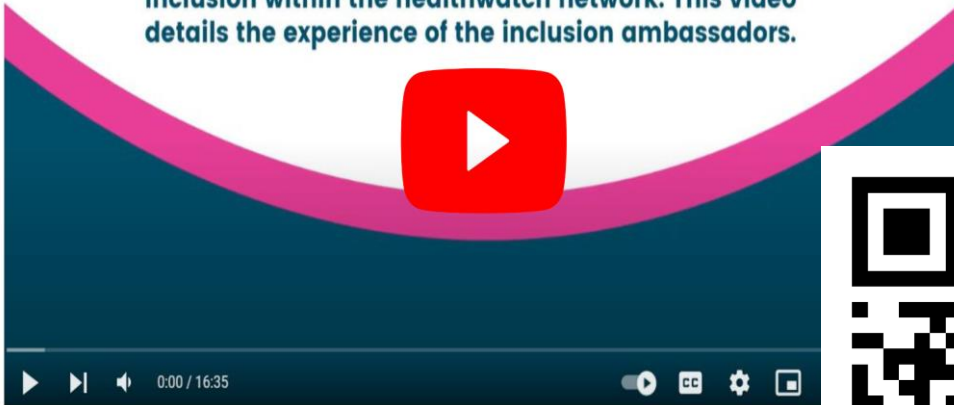 inclusion within the healthwatch network. This video
details the experience of the inclusion ambassadors.
0:00 / 16:35
CC